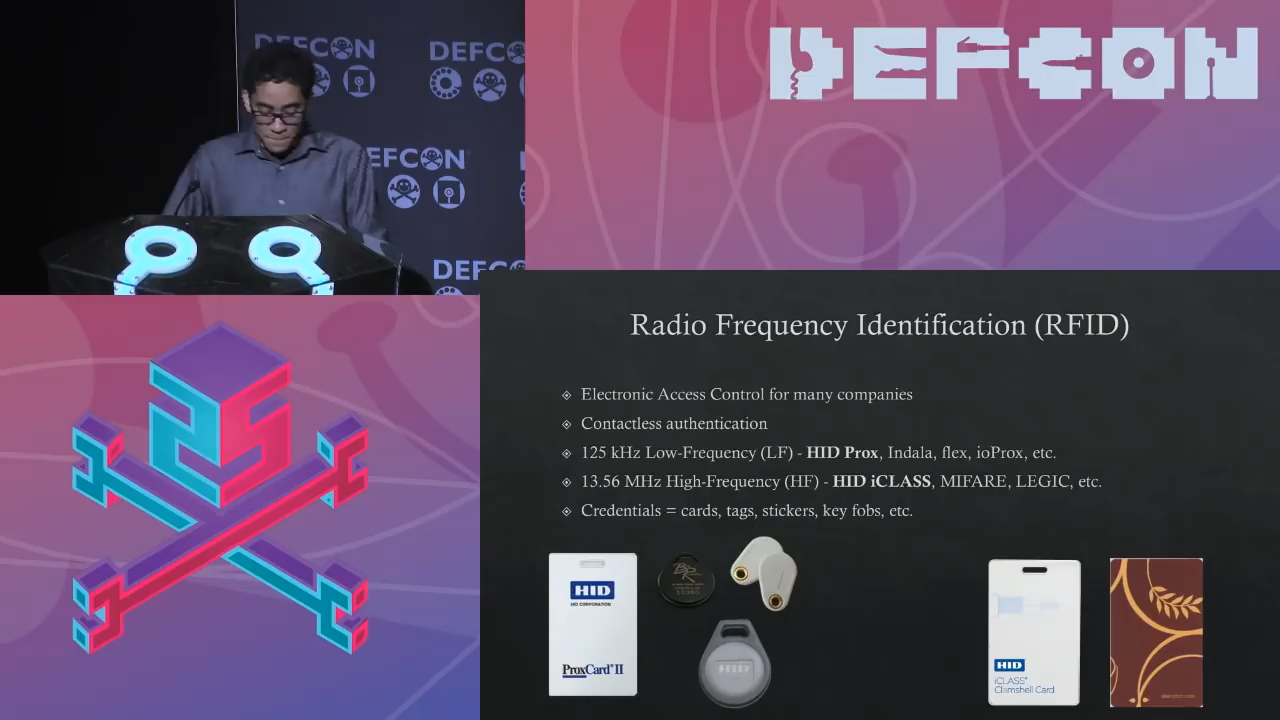 DEFCON
DEFCON
DEFCON
DEFCON
DEFCON
Radio Frequency Identification (RFID)
Electronic Access Control for many companies
Contactless authentication
125 kHz Low-Frequency (LF) - HID Prox, Indala, flex, ioProx, etc.
13.56 MHz High-Frequency (HF) - HID iCLASS, MIFARE, LEGIC, etc.
Credentials = cards, tags, stickers, key fobs, etc.
HID
HID CORPORATION
ProxCard® II
HID
HID
iCLASS®
Clamshell Card